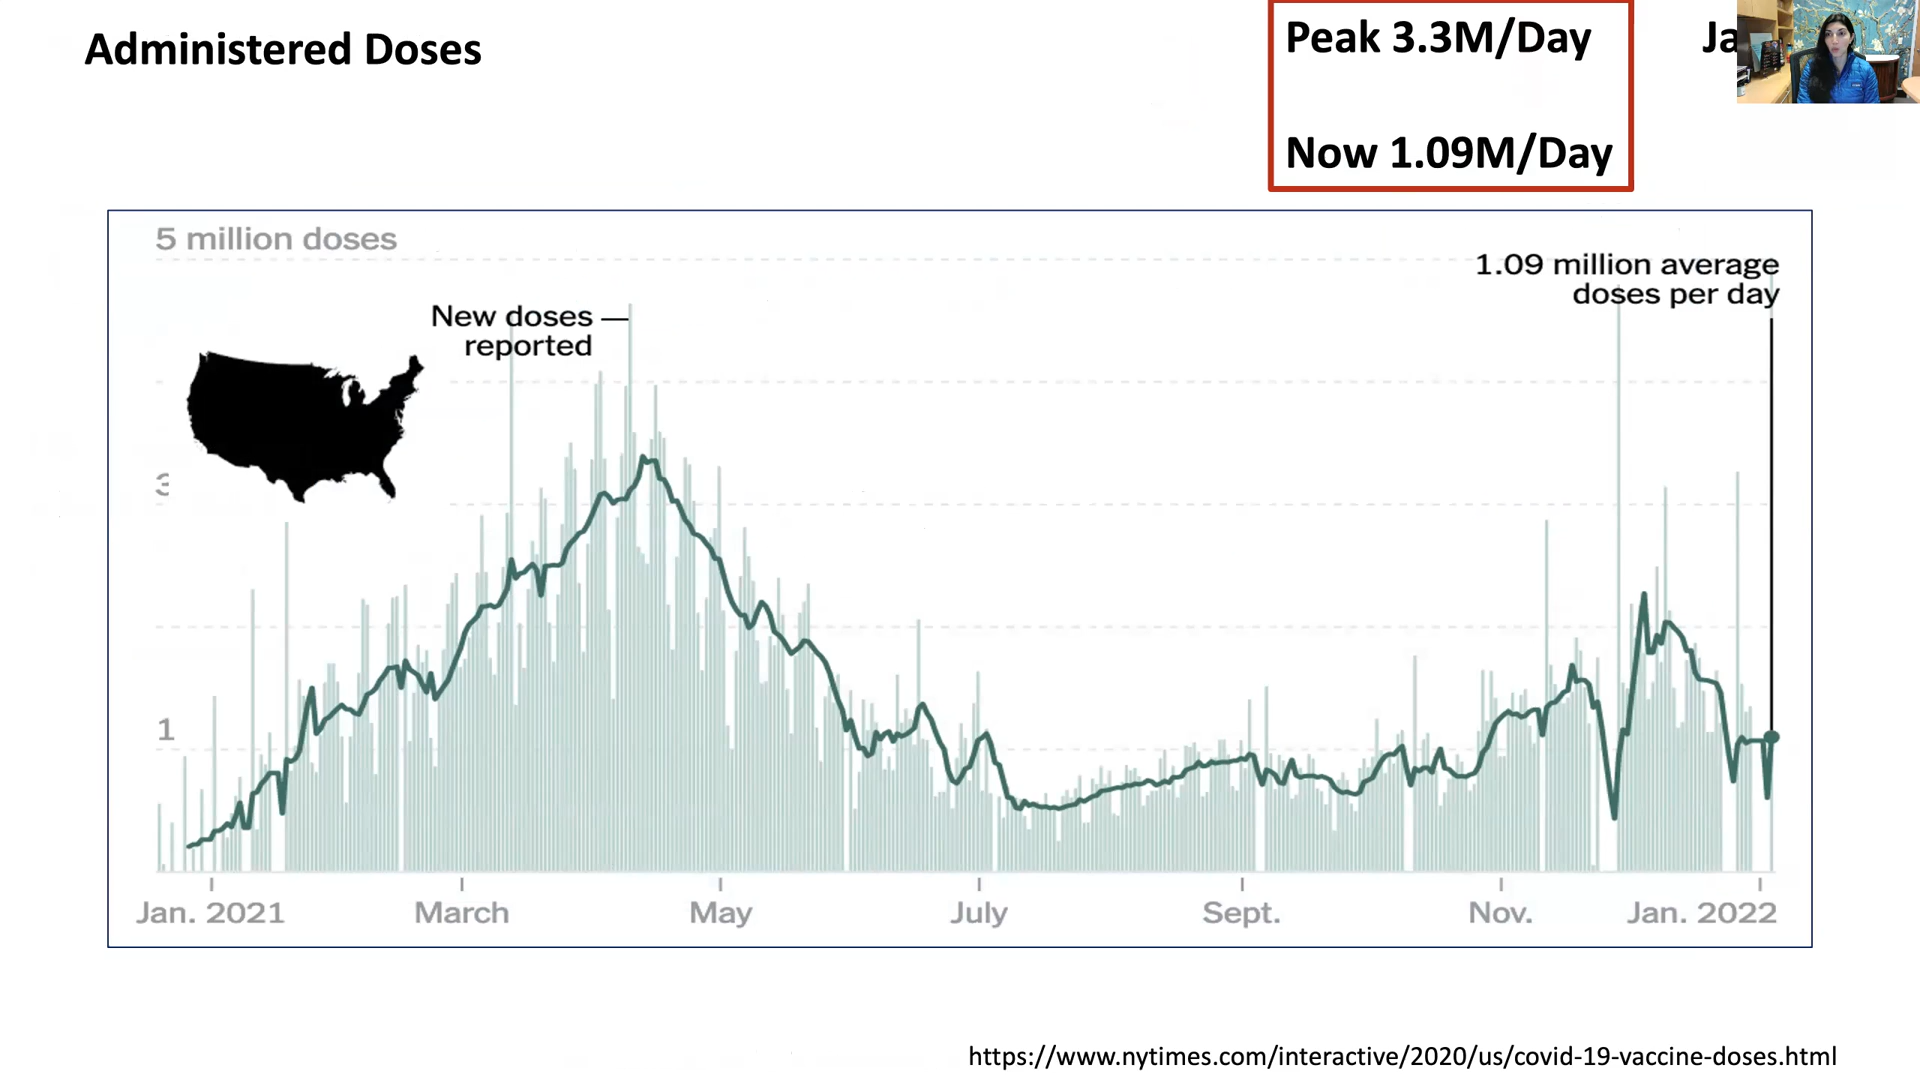 Administered Doses
Peak 3.3M/Day
Now 1.09M/Day
5 million doses
1.09 million average
doses per day
New doses
reported
3
1
Jan. 2021 March May July Sept. Nov. Jan. 2022
https://www.nytimes.com/interactive/2020/us/covid-19-vaccine-doses.html